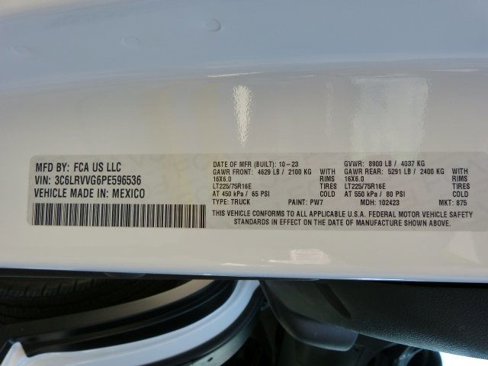 MFD BY: FCA US LLC
VIN: 3C6LRVVG6PE596536
VEHICLE MADE IN: MEXICO
DATE OF MFR (BUILT): 10-23 GVWR: 8900 LB / 4037 KG
GAWR FRONT: 4629 LB / 2100 KG WITH GAWR REAR: 5291 LB / 2400 KG WITH
16X6.0 RIMS 16X6.0 RIMS
LT225/75R16E TIRES LT225/75R16E TIRES
AT 450 kPa / 65 PSI COLD AT 550 kPa / 80 PSI COLD
TYPE: TRUCK PAINT: PW7 MDH: 102423 MKT: 875
THIS VEHICLE CONFORMS TO ALL APPLICABLE U.S.A. FEDERAL MOTOR VEHICLE SAFETY
STANDARDS IN EFFECT ON THE DATE OF MANUFACTURE SHOWN ABOVE.